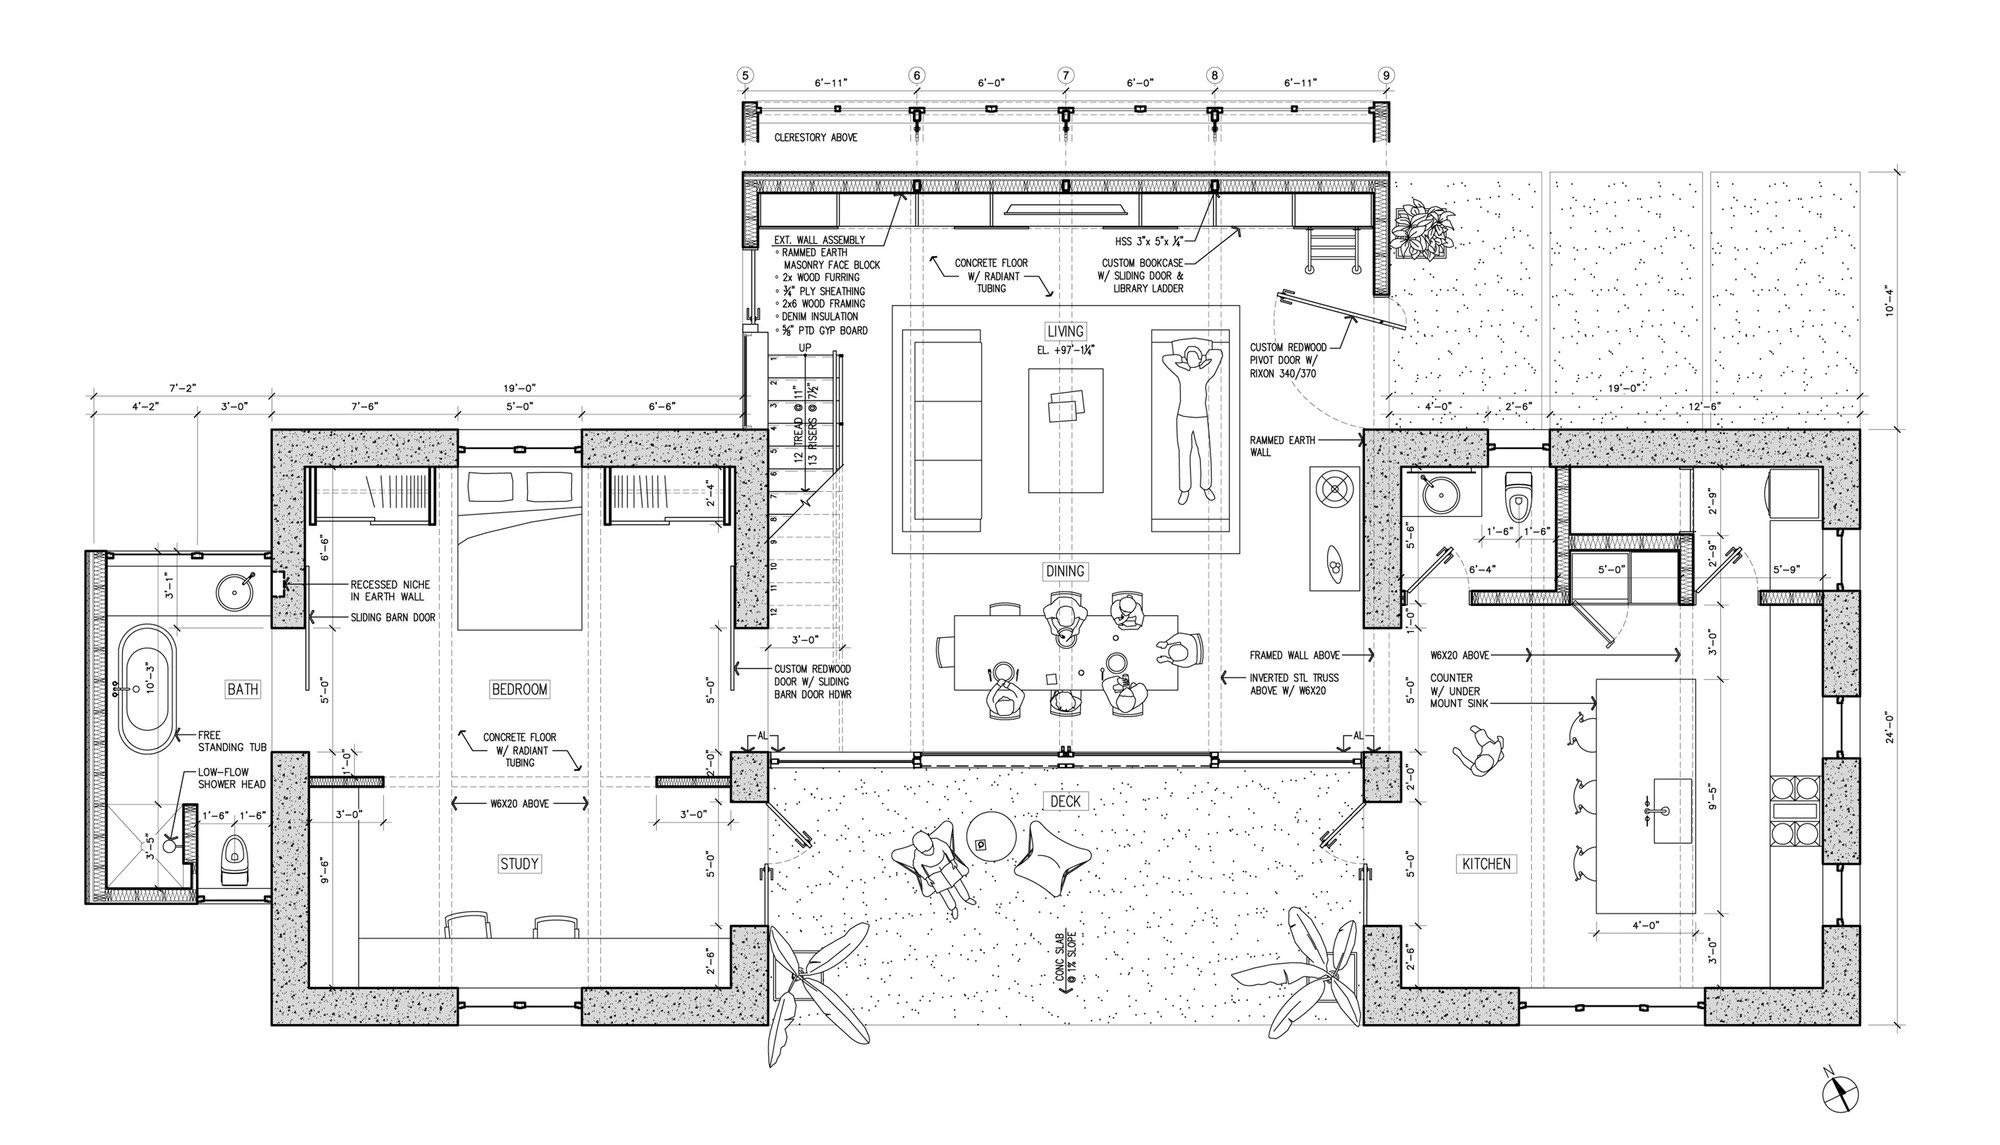 5
6
7
8
9
6'-11"
6'-0"
6'-0"
6'-11"
CLERESTORY ABOVE
EXT. WALL ASSEMBLY
◦ RAMMED EARTH
MASONRY FACE BLOCK
◦ 2x WOOD FURRING
◦ ¾" PLY SHEATHING
◦ 2x6 WOOD FRAMING
◦ DENIM INSULATION
◦ ⅝" PTD GYP BOARD
CONCRETE FLOOR
W/ RADIANT
TUBING
HSS 3"x 5"x ¼"
CUSTOM BOOKCASE
W/ SLIDING DOOR &
LIBRARY LADDER
LIVING
EL. +97'-1¼"
CUSTOM REDWOOD
PIVOT DOOR W/
RIXON 340/370
10'-4"
UP
1
2
3
4
5
6
7
8
9
10
11
12
12 TREAD @ 11"
13 RISERS @ 7½"
7'-2"
19'-0"
4'-2"
3'-0"
7'-6"
5'-0"
6'-6"
19'-0"
4'-0"
2'-6"
12'-6"
RAMMED EARTH
WALL
2'-4"
6'-6"
3'-1"
RECESSED NICHE
IN EARTH WALL
SLIDING BARN DOOR
DINING
3'-0"
5'-6"
1'-6"
1'-6"
6'-4"
2'-9"
2'-9"
5'-0"
5'-9"
1'-0"
3'-0"
10'-3"
BATH
5'-0"
BEDROOM
5'-0"
CUSTOM REDWOOD
DOOR W/ SLIDING
BARN DOOR HDWR
FRAMED WALL ABOVE
INVERTED STL TRUSS
ABOVE W/ W6X20
5'-0"
W6X20 ABOVE
COUNTER
W/ UNDER
MOUNT SINK
24'-0"
FREE
STANDING TUB
CONCRETE FLOOR
W/ RADIANT
TUBING
AL
AL
LOW-FLOW
SHOWER HEAD
1'-0"
2'-0"
2'-0"
W6X20 ABOVE
DECK
9'-5"
1'-6"
1'-6"
3'-0"
3'-0"
3'-5"
STUDY
9'-6"
5'-0"
5'-0"
KITCHEN
4'-0"
2'-6"
CONC SLAB
@ 1% SLOPE
2'-6"
3'-0"
N